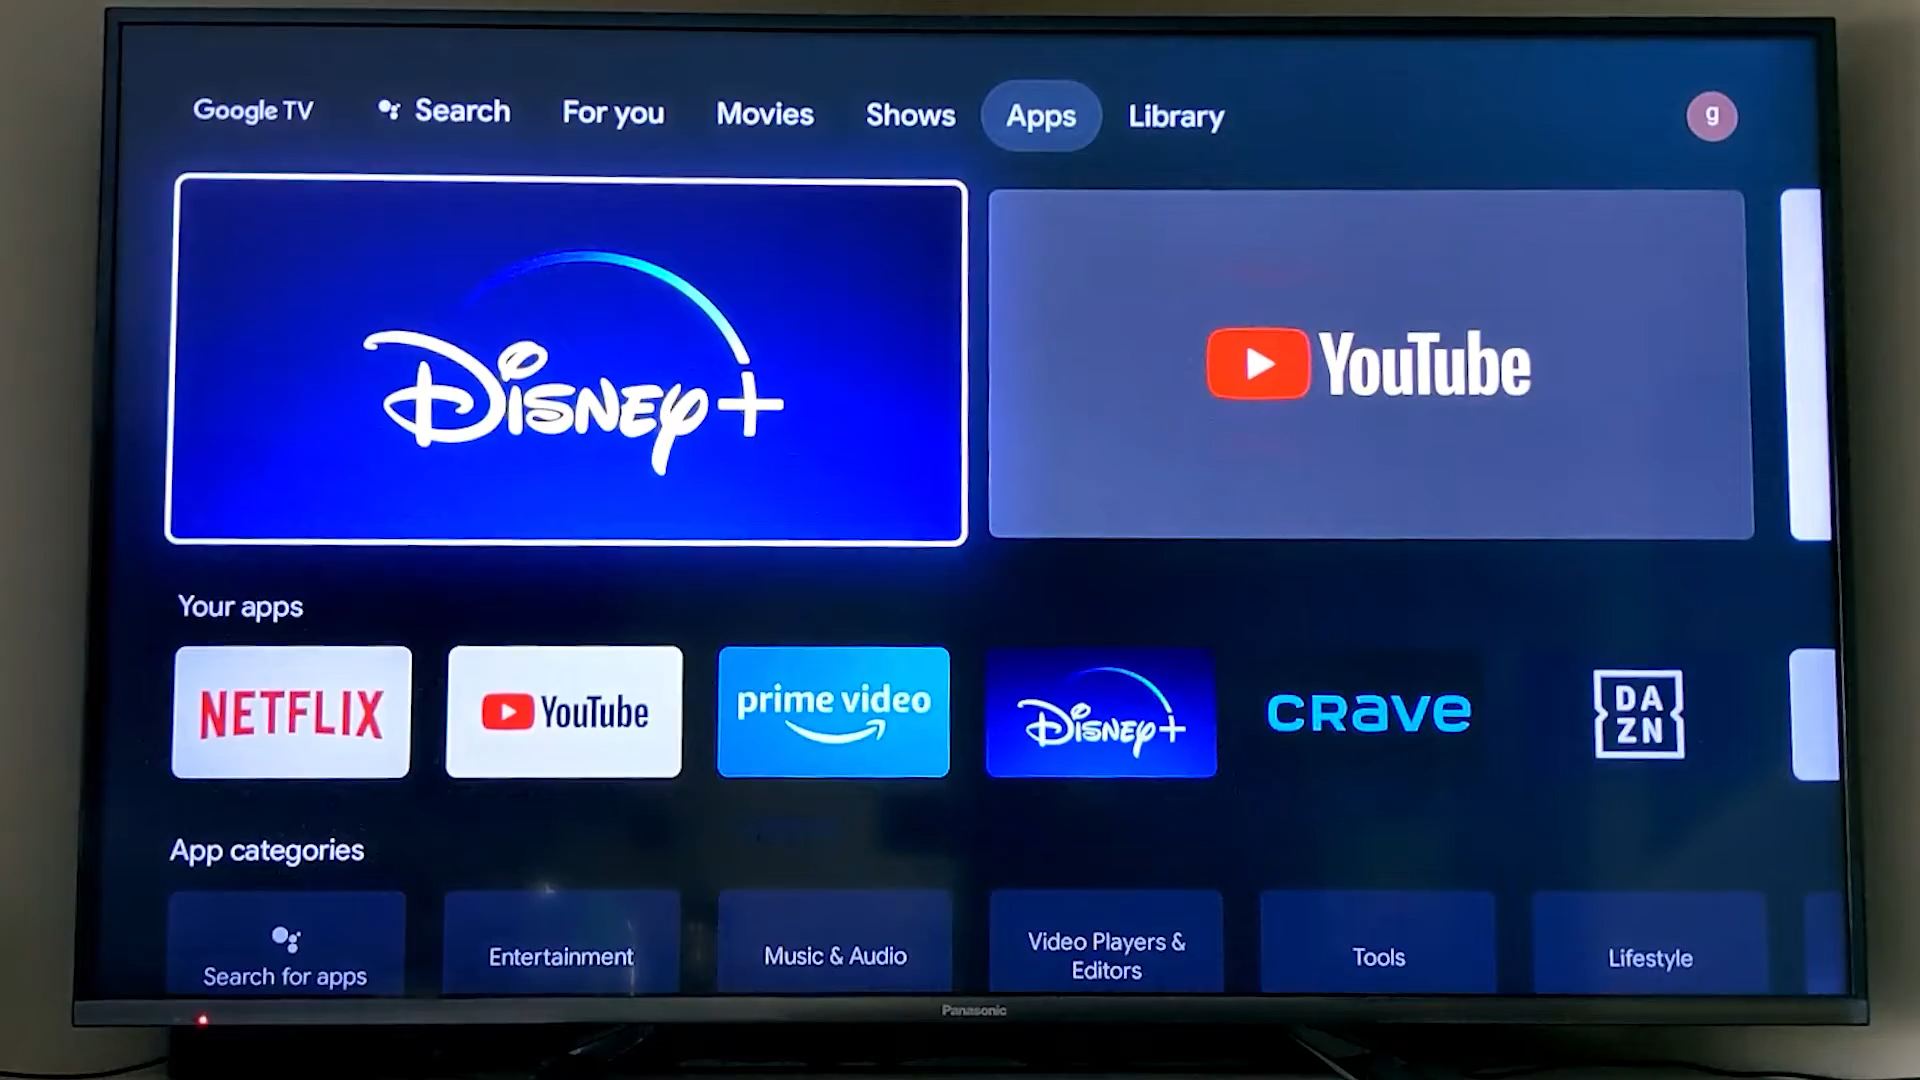 Google TV
Search
For you
Movies
Shows
Apps
Library
g
Disney+
YouTube
Your apps
NETFLIX
YouTube
prime video
Disney+
CRAVE
DA
ZN
App categories
Search for apps
Entertainment
Music & Audio
Video Players &
Editors
Tools
Lifestyle
Panasonic